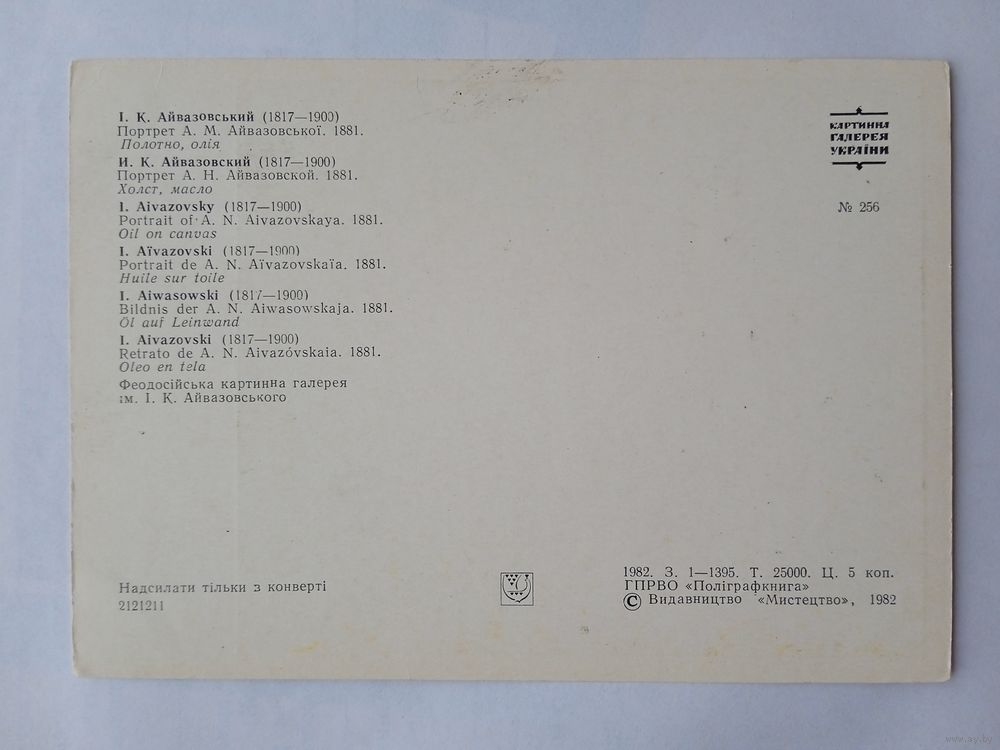 І. К. Айвазовський (1817—1900)
Портрет А. М. Айвазовської. 1881.
Полотно, олія
И. К. Айвазовский (1817—1900)
Портрет А. Н. Айвазовской. 1881.
Холст, масло
I. Aivazovsky (1817—1900)
Portrait of A. N. Aivazovskaya. 1881.
Oil on canvas
I. Aïvazovski (1817—1900)
Portrait de A. N. Aïvazovskaïa. 1881.
Huile sur toile
I. Aiwasowski (1817—1900)
Bildnis der A. N. Aiwasowskaja. 1881.
Öl auf Leinwand
I. Aivazovski (1817—1900)
Retrato de A. N. Aivazóvskaia. 1881.
Oleo en tela
Феодосійська картинна галерея
ім. І. К. Айвазовського
КАРТИННА
ГАЛЕРЕЯ
УКРАЇНИ
№ 256
Надсилати тільки з конверті
2121211
1982. З. 1—1395. Т. 25000. Ц. 5 коп.
ГПРВО «Поліграфкнига»
© Видавництво «Мистецтво», 1982
www.ay.by